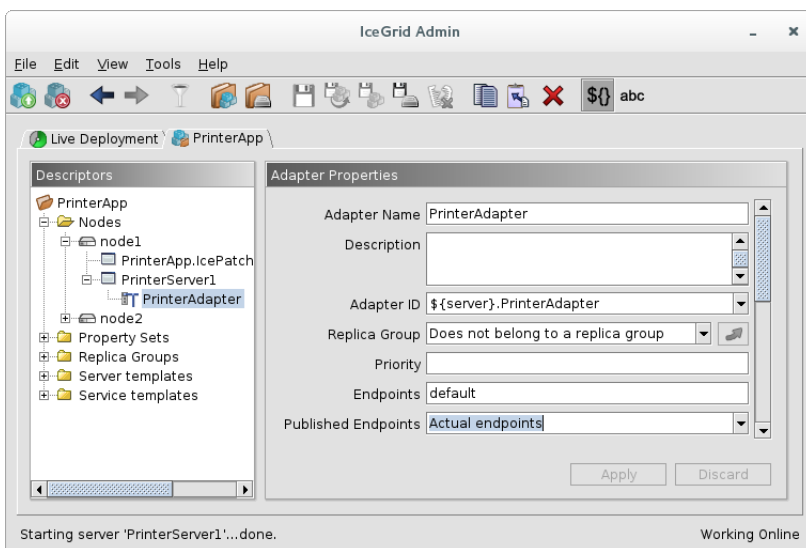 IceGrid Admin
File Edit View Tools Help
${} abc
Live Deployment PrinterApp
Descriptors
PrinterApp
Nodes
node1
PrinterApp.IcePatch
PrinterServer1
PrinterAdapter
node2
Property Sets
Replica Groups
Server templates
Service templates
Adapter Properties
Adapter Name PrinterAdapter
Description
Adapter ID ${server}.PrinterAdapter
Replica Group Does not belong to a replica group
Priority
Endpoints default
Published Endpoints Actual endpoints
Apply Discard
Starting server 'PrinterServer1'...done. Working Online